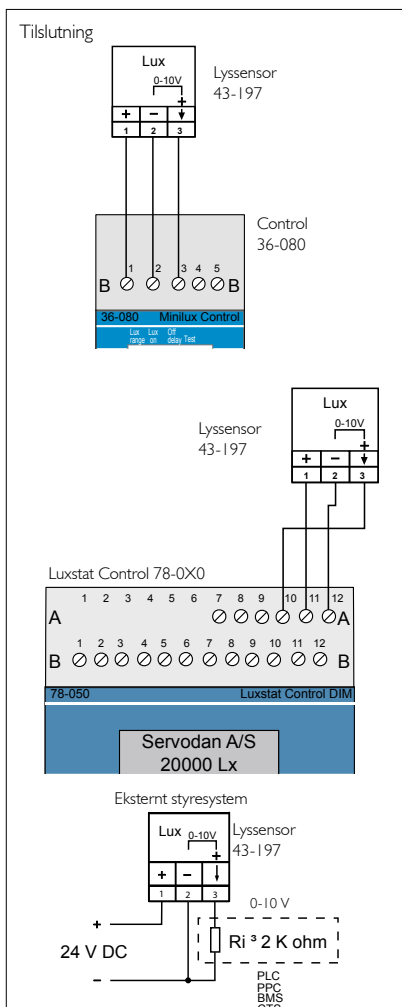 Tilslutning
Lux
0-10V
+
+ −
1 2 3
Lyssensor
43-197
Control
36-080
1 2 3 4 5
B B
36-080 Minilux Control
Lux range Lux on Off delay Test
Lux
0-10V
+
+ −
1 2 3
Lyssensor
43-197
Luxstat Control 78-0X0
1 2 3 4 5 6 7 8 9 10 11 12
A A
1 2 3 4 5 6 7 8 9 10 11 12
B B
78-050 Luxstat Control DIM
Servodan A/S
20000 Lx
Eksternt styresystem
Lux 0-10V
+
+ −
1 2 3
Lyssensor
43-197
0-10 V
+
24 V DC
−
Ri ³ 2 K ohm
PLC
PPC
BMS